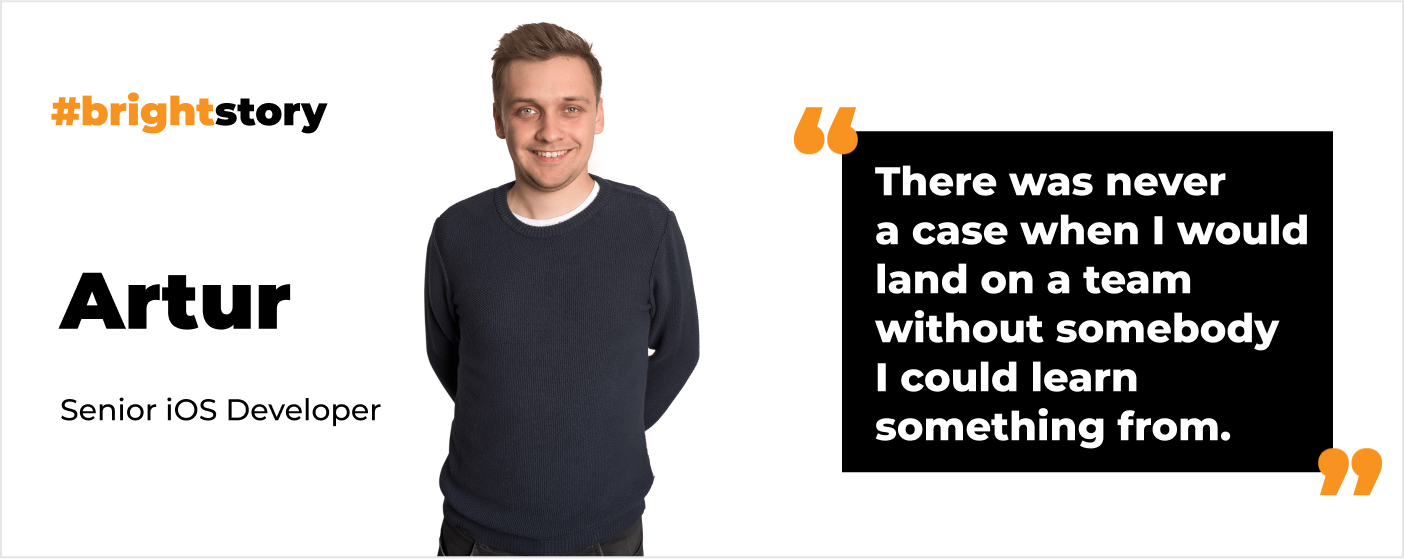 #brightstory
Artur
Senior iOS Developer
“
There was never
a case when I would
land on a team
without somebody
I could learn
something from.
”